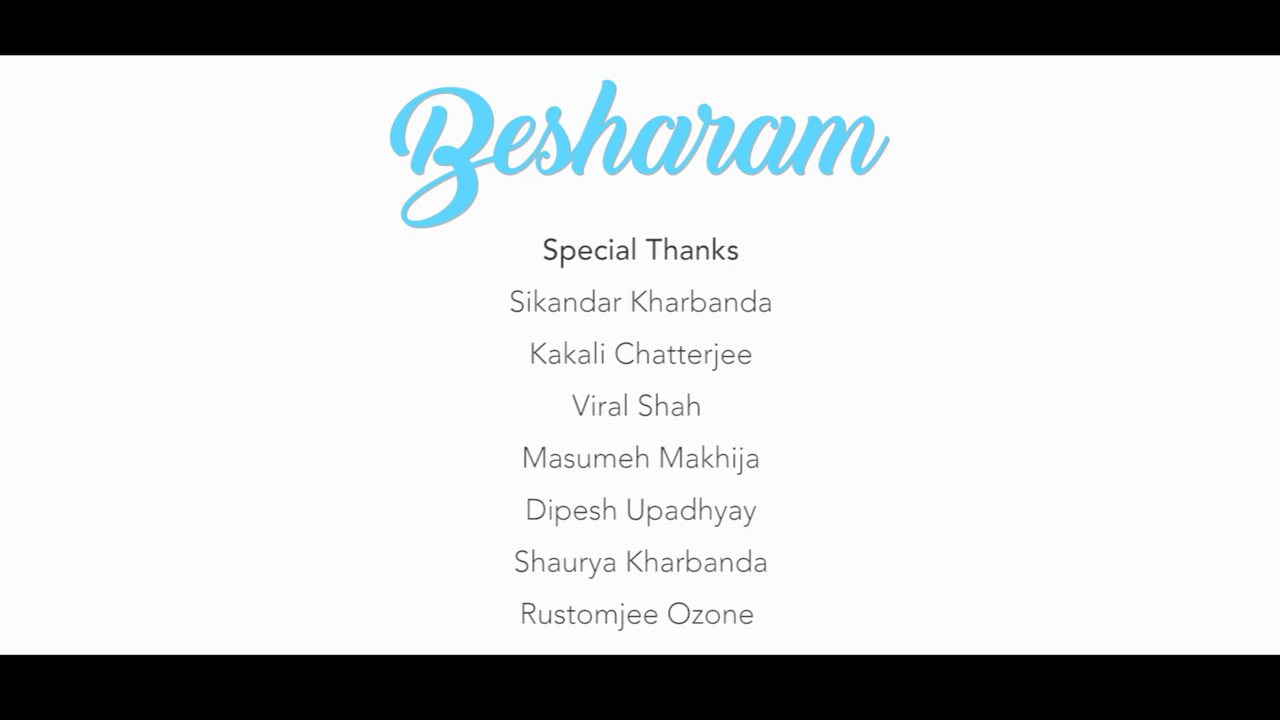 Besharam
Special Thanks
Sikandar Kharbanda
Kakali Chatterjee
Viral Shah
Masumeh Makhija
Dipesh Upadhyay
Shaurya Kharbanda
Rustomjee Ozone